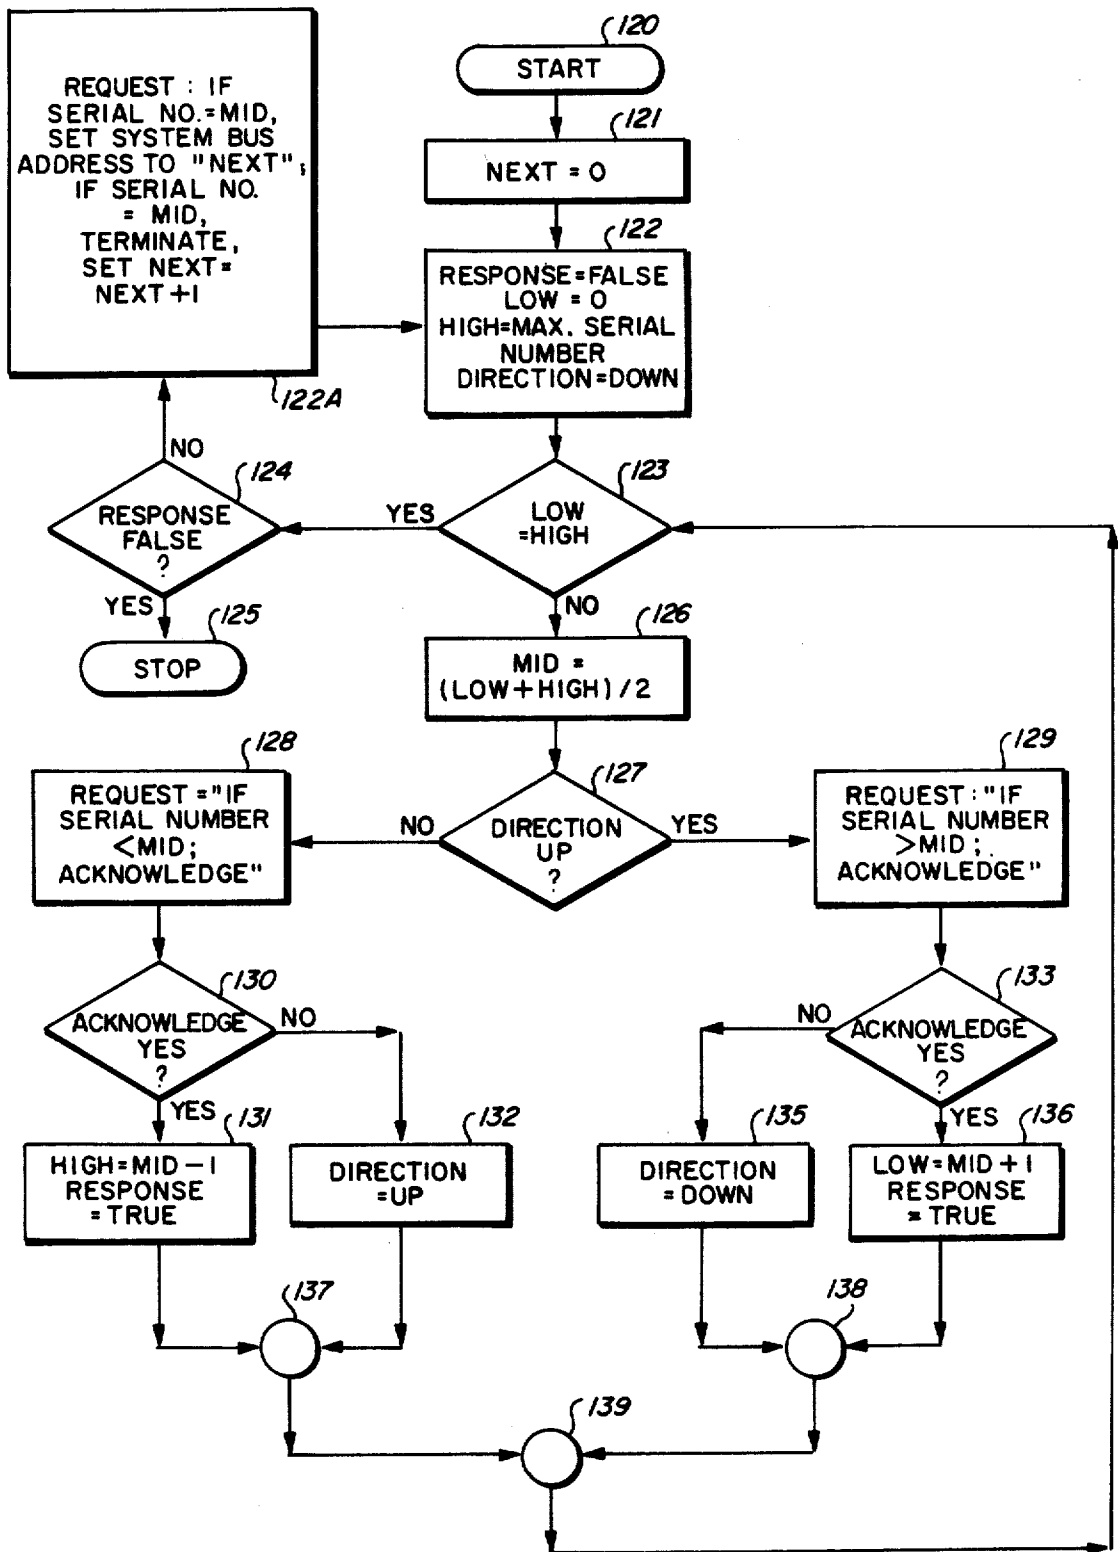 120
START
121
NEXT = 0
122
RESPONSE=FALSE
LOW = 0
HIGH=MAX. SERIAL
NUMBER
DIRECTION=DOWN
REQUEST : IF
SERIAL NO.=MID,
SET SYSTEM BUS
ADDRESS TO "NEXT";
IF SERIAL NO.
= MID,
TERMINATE,
SET NEXT=
NEXT+1
122A
NO
124
RESPONSE
FALSE
?
YES
125
STOP
YES
123
LOW
=HIGH
NO
126
MID =
(LOW+HIGH)/2
127
DIRECTION
UP
?
NO
YES
128
REQUEST ="IF
SERIAL NUMBER
<MID;
ACKNOWLEDGE"
129
REQUEST :"IF
SERIAL NUMBER
>MID;
ACKNOWLEDGE"
130
ACKNOWLEDGE
YES
?
NO
YES
133
ACKNOWLEDGE
YES
?
NO
YES
131
HIGH=MID-1
RESPONSE
=TRUE
132
DIRECTION
=UP
135
DIRECTION
=DOWN
136
LOW=MID+1
RESPONSE
=TRUE
137
138
139